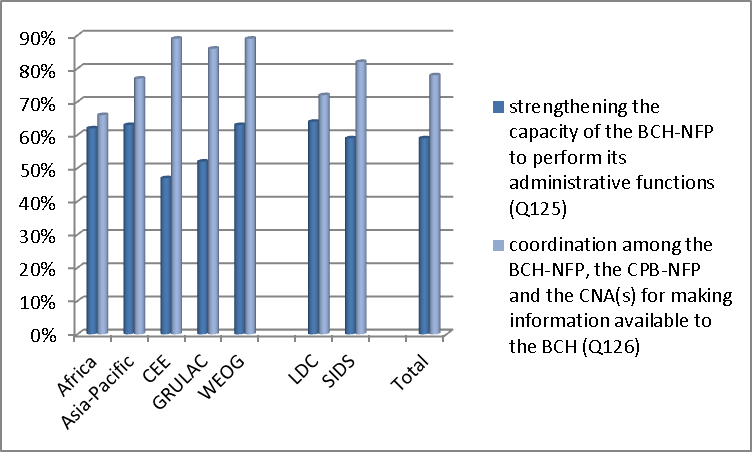 90%
80%
70%
60%
50%
40%
30%
20%
10%
0%
Africa
Asia-Pacific
CEE
GRULAC
WEOG
LDC
SIDS
Total
strengthening the
capacity of the BCH-NFP
to perform its
administrative functions
(Q125)
coordination among the
BCH-NFP, the CPB-NFP
and the CNA(s) for making
information available to
the BCH (Q126)